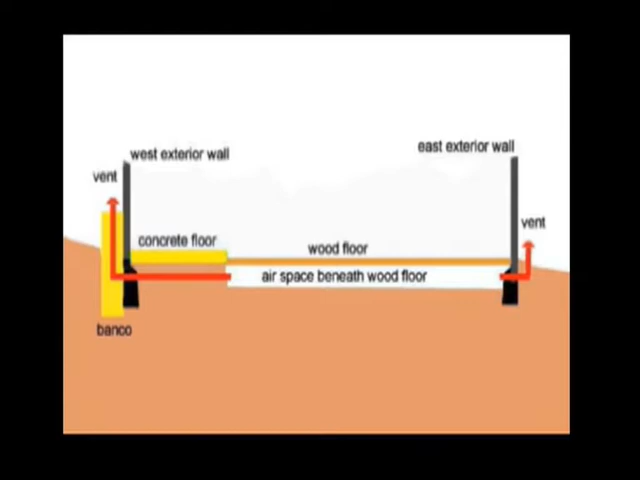 east exterior wall
west exterior wall
vent
vent
concrete floor
wood floor
air space beneath wood floor
banco